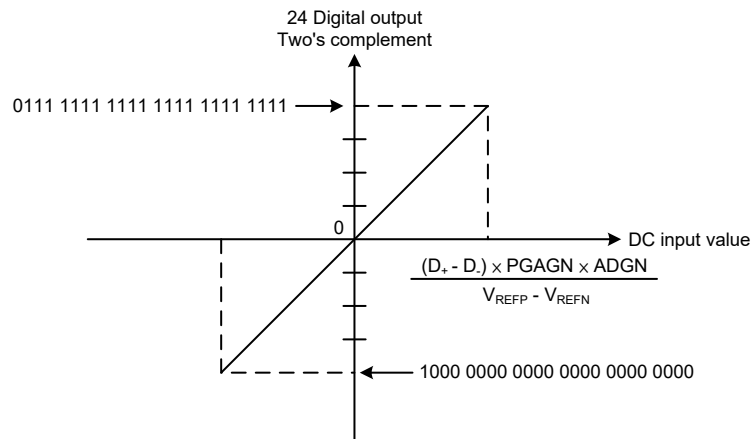 24 Digital output
Two's complement
0111 1111 1111 1111 1111 1111
0
DC input value
(D+ - D-) × PGAGN × ADGN
VREFP - VREFN
1000 0000 0000 0000 0000 0000